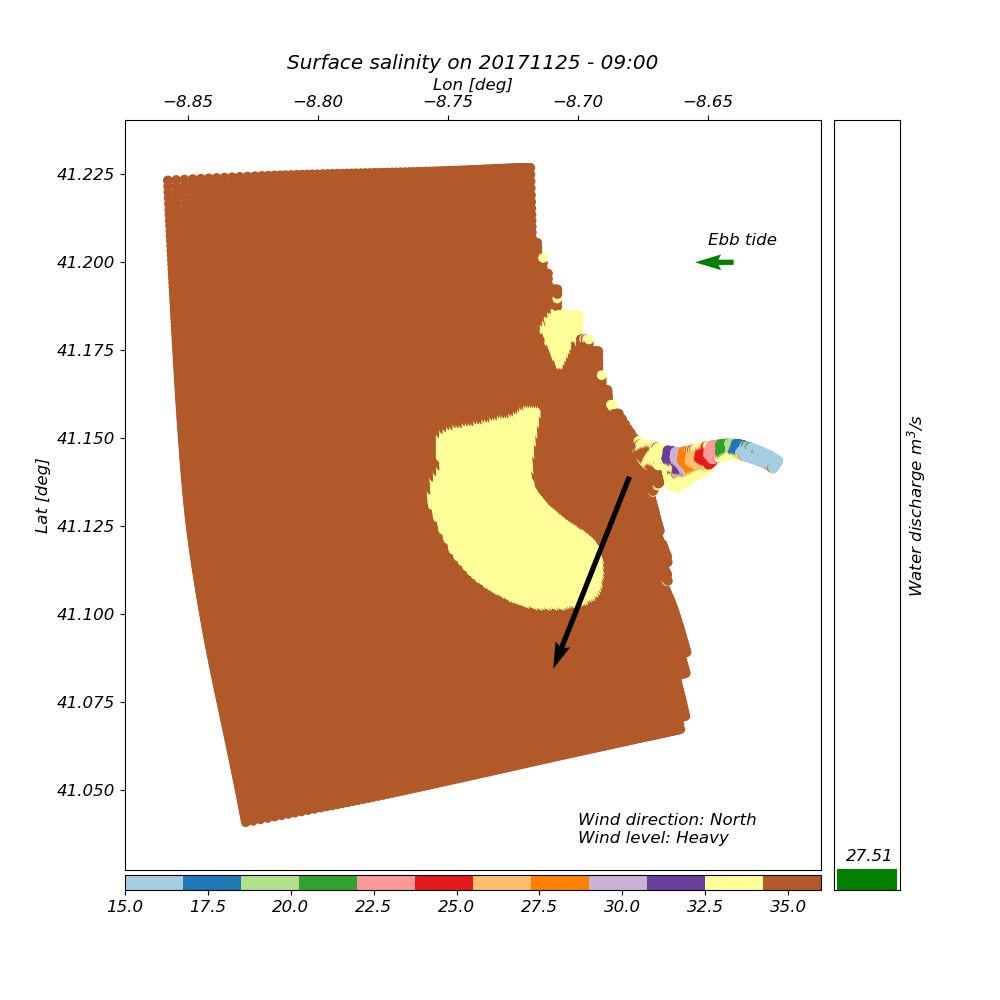 Surface salinity on 20171125 - 09:00
Lon [deg]
−8.85 −8.80 −8.75 −8.70 −8.65
41.225
41.200
41.175
41.150
41.125
41.100
41.075
41.050
Lat [deg]
Ebb tide
Wind direction: North
Wind level: Heavy
Water discharge m³/s
27.51
15.0 17.5 20.0 22.5 25.0 27.5 30.0 32.5 35.0